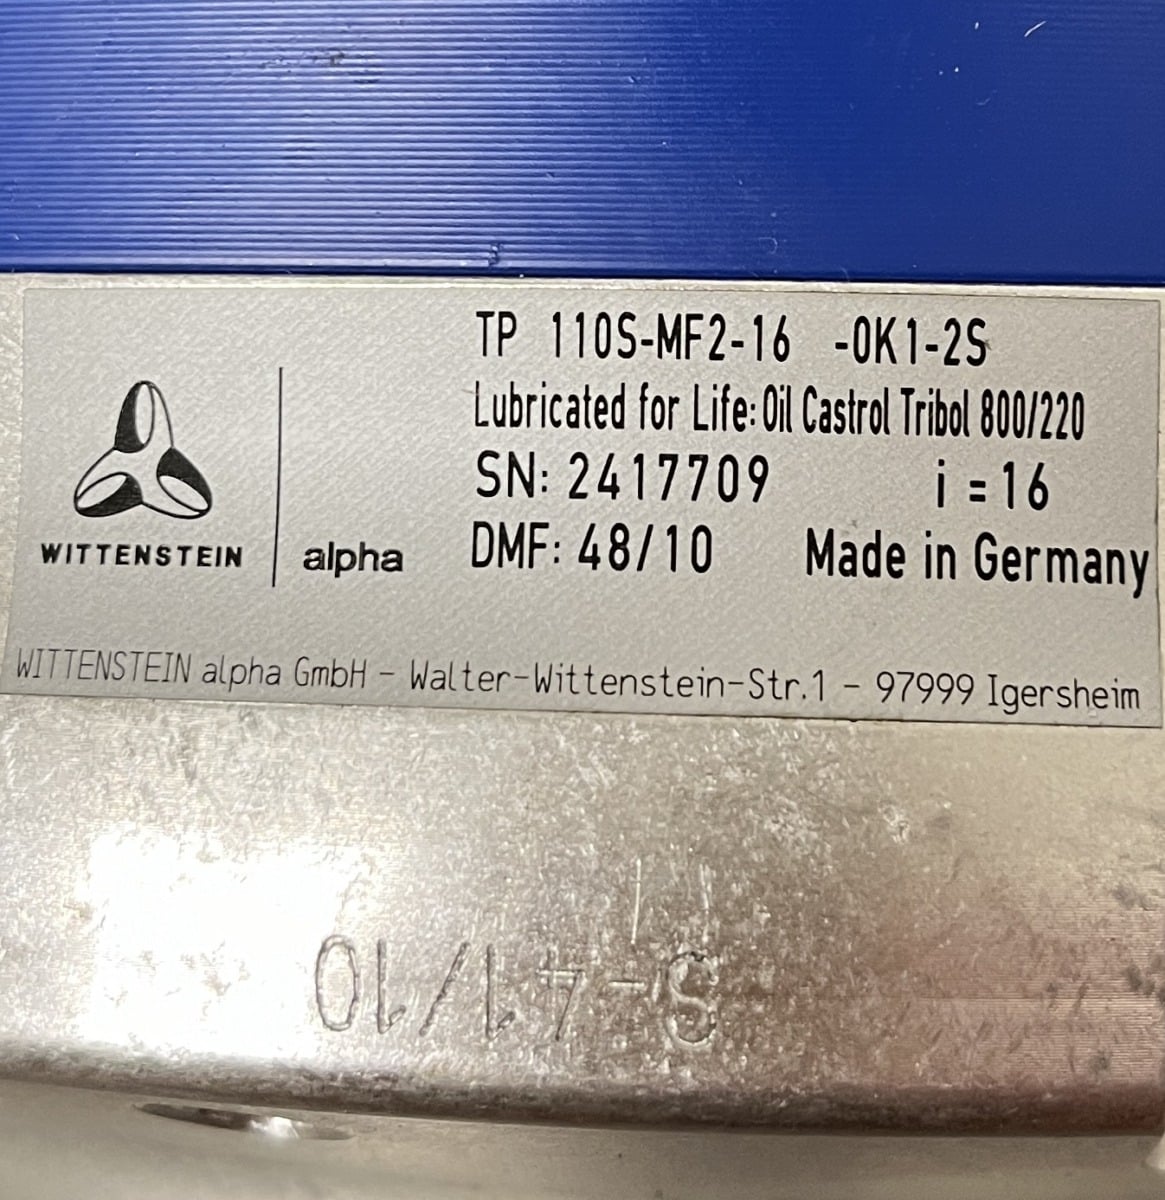 TP 110S-MF2-16 -0K1-2S
Lubricated for Life: Oil Castrol Tribol 800/220
SN: 2417709 i = 16
DMF: 48/10 Made in Germany
WITTENSTEIN alpha
WITTENSTEIN alpha GmbH - Walter-Wittenstein-Str.1 - 97999 Igersheim